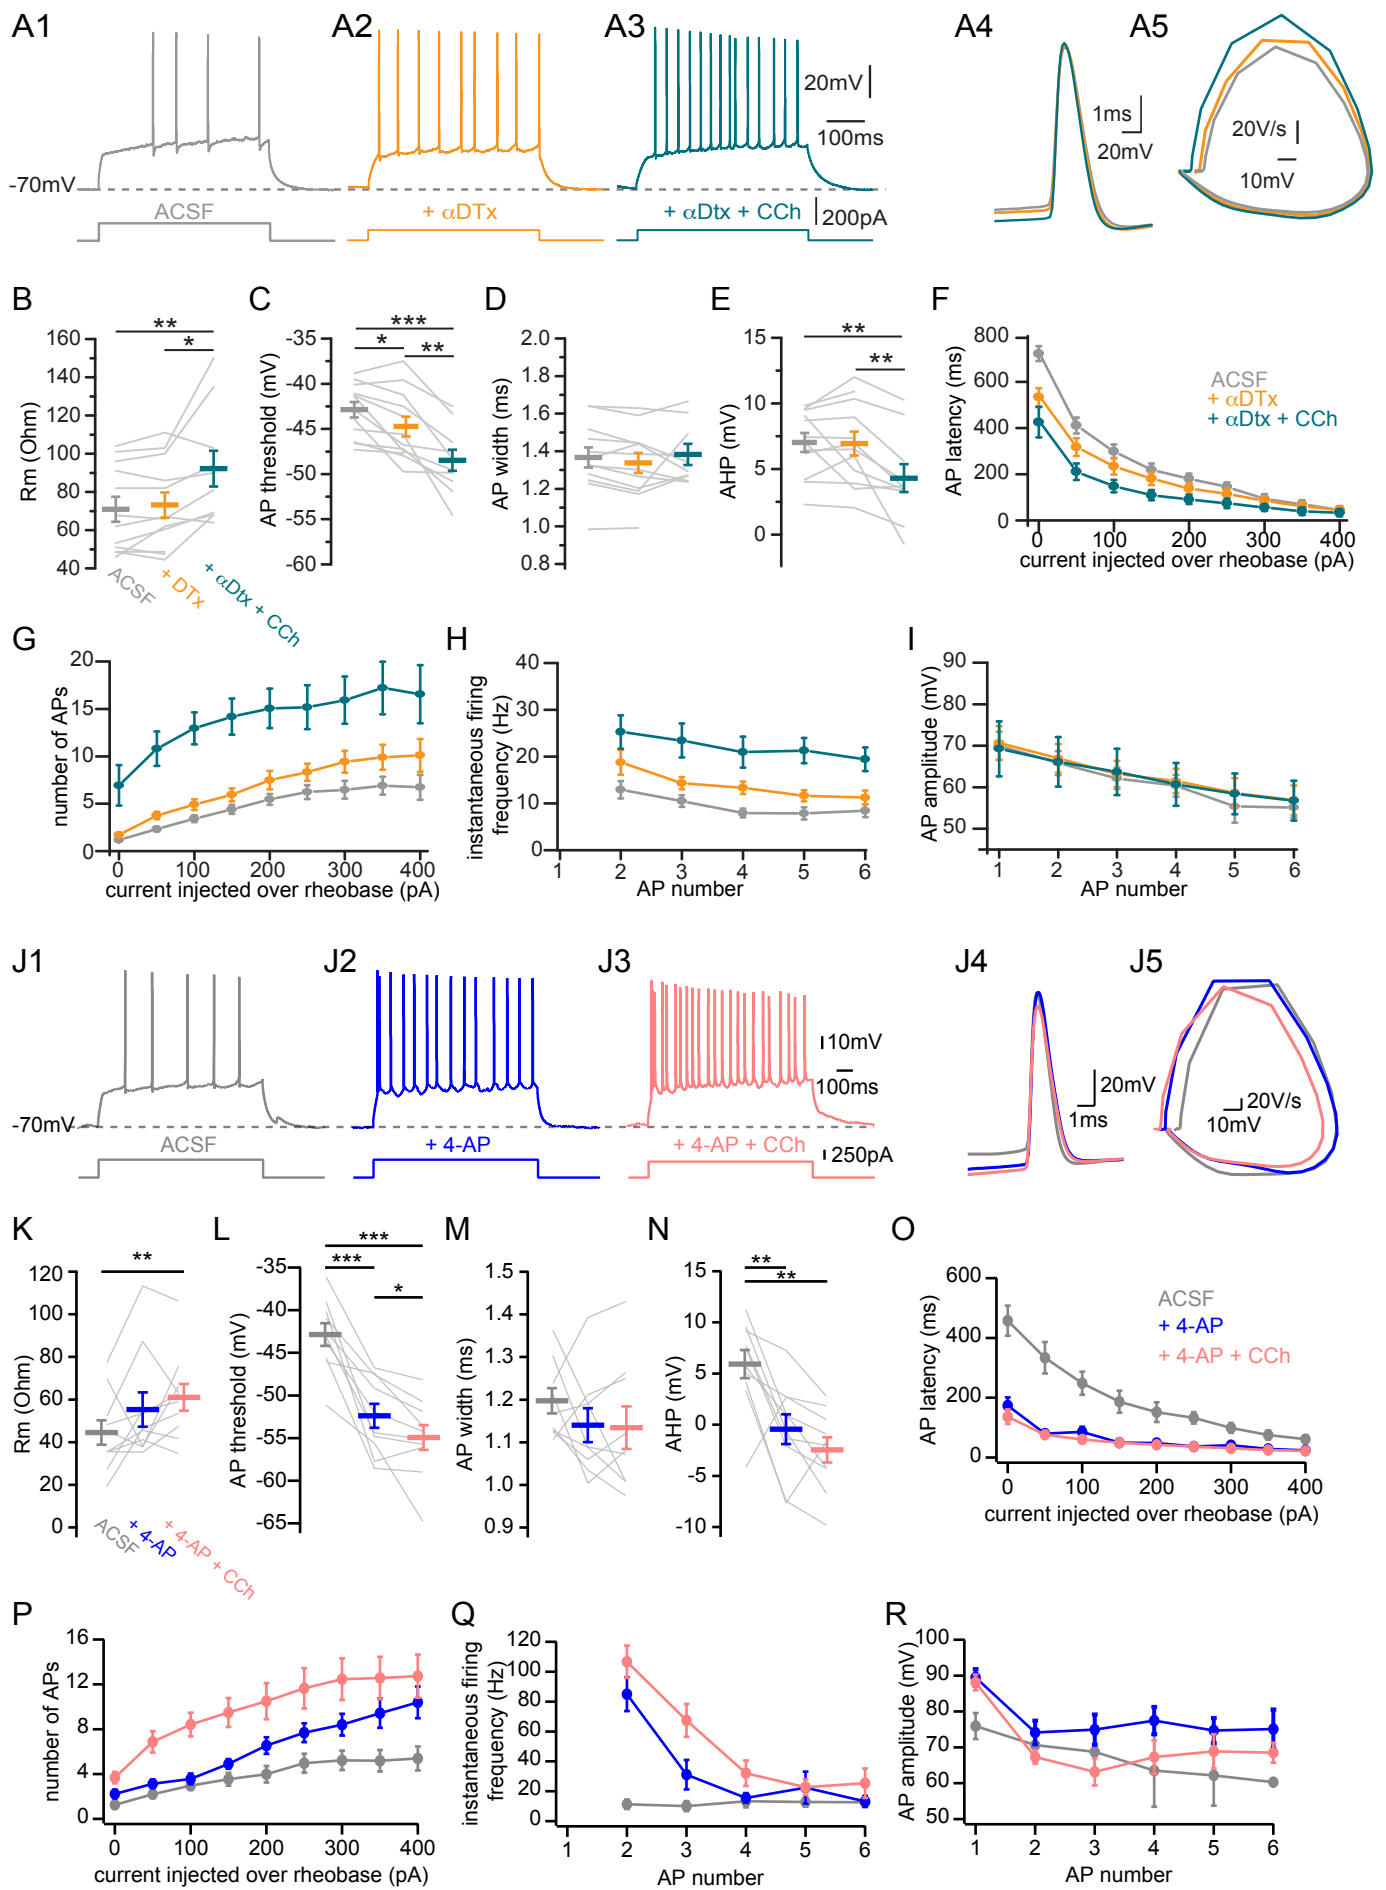 A1
A2
A3
A4
A5
20mV
100ms
1ms
20mV
20V/s
10mV
-70mV
ACSF
+ αDTx
+ αDtx + CCh
200pA
B
C
D
E
F
Rm (Ohm)
160
140
120
100
80
60
40
**
*
ACSF
+ DTx
+ αDtx + CCh
AP threshold (mV)
-35
-40
-45
-50
-55
-60
***
*
**
AP width (ms)
2.0
1.8
1.6
1.4
1.2
1.0
0.8
AHP (mV)
15
10
5
0
**
**
AP latency (ms)
800
600
400
200
0
ACSF
+ αDTx
+ αDtx + CCh
0
100
200
300
400
current injected over rheobase (pA)
G
H
I
number of APs
20
15
10
5
0
0
100
200
300
400
current injected over rheobase (pA)
instantaneous firing
frequency (Hz)
40
30
20
10
0
1
2
3
4
5
6
AP number
AP amplitude (mV)
90
80
70
60
50
1
2
3
4
5
6
AP number
J1
J2
J3
J4
J5
10mV
100ms
20mV
1ms
20V/s
10mV
-70mV
ACSF
+ 4-AP
+ 4-AP + CCh
250pA
K
L
M
N
O
Rm (Ohm)
120
100
80
60
40
20
0
**
ACSF
+ 4-AP
+ 4-AP + CCh
AP threshold (mV)
-35
-40
-45
-50
-55
-60
-65
***
***
*
AP width (ms)
1.5
1.4
1.3
1.2
1.1
1.0
0.9
AHP (mV)
15
10
5
0
-5
-10
**
**
AP latency (ms)
600
400
200
0
ACSF
+ 4-AP
+ 4-AP + CCh
0
100
200
300
400
current injected over rheobase (pA)
P
Q
R
number of APs
16
12
8
4
0
0
100
200
300
400
current injected over rheobase (pA)
instantaneous firing
frequency (Hz)
120
100
80
60
40
20
0
1
2
3
4
5
6
AP number
AP amplitude (mV)
100
90
80
70
60
50
1
2
3
4
5
6
AP number